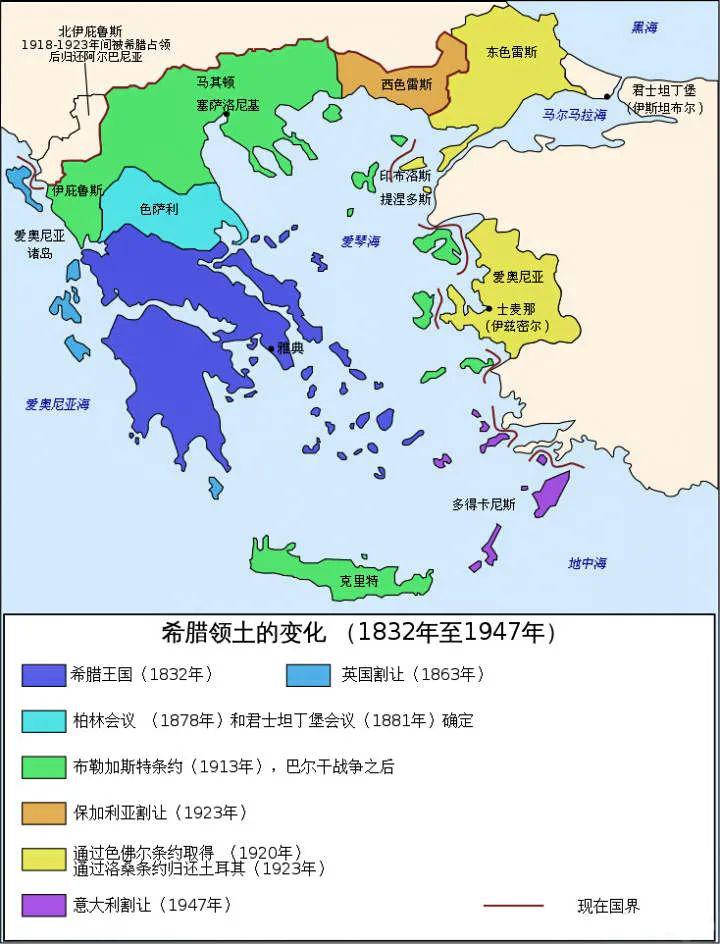 北伊庇鲁斯
1918-1923年间被希腊占领
后归还阿尔巴尼亚
黑海
东色雷斯
马其顿
西色雷斯
塞萨洛尼基
君士坦丁堡
（伊斯坦布尔）
马尔马拉海
印布洛斯
伊庇鲁斯
提涅多斯
色萨利
爱奥尼亚
诸岛
爱琴海
爱奥尼亚
士麦那
（伊兹密尔）
雅典
爱奥尼亚海
多得卡尼斯
地中海
克里特
希腊领土的变化 （1832年至1947年）
希腊王国（1832年）
英国割让（1863年）
柏林会议 （1878年）和君士坦丁堡会议（1881年）确定
布勒加斯特条约（1913年），巴尔干战争之后
保加利亚割让（1923年）
通过色佛尔条约取得 （1920年）
通过洛桑条约归还土耳其（1923年）
意大利割让（1947年）
现在国界